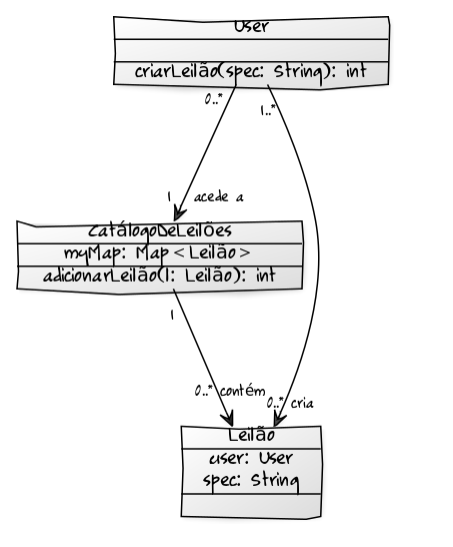 User
criarLeilão(spec: String): int
0..*
1..*
1 acede a
CatálogoDeLeilões
myMap: Map<Leilão>
adicionarLeilão(l: Leilão): int
1
0..* contém
0..* cria
Leilão
user: User
spec: String